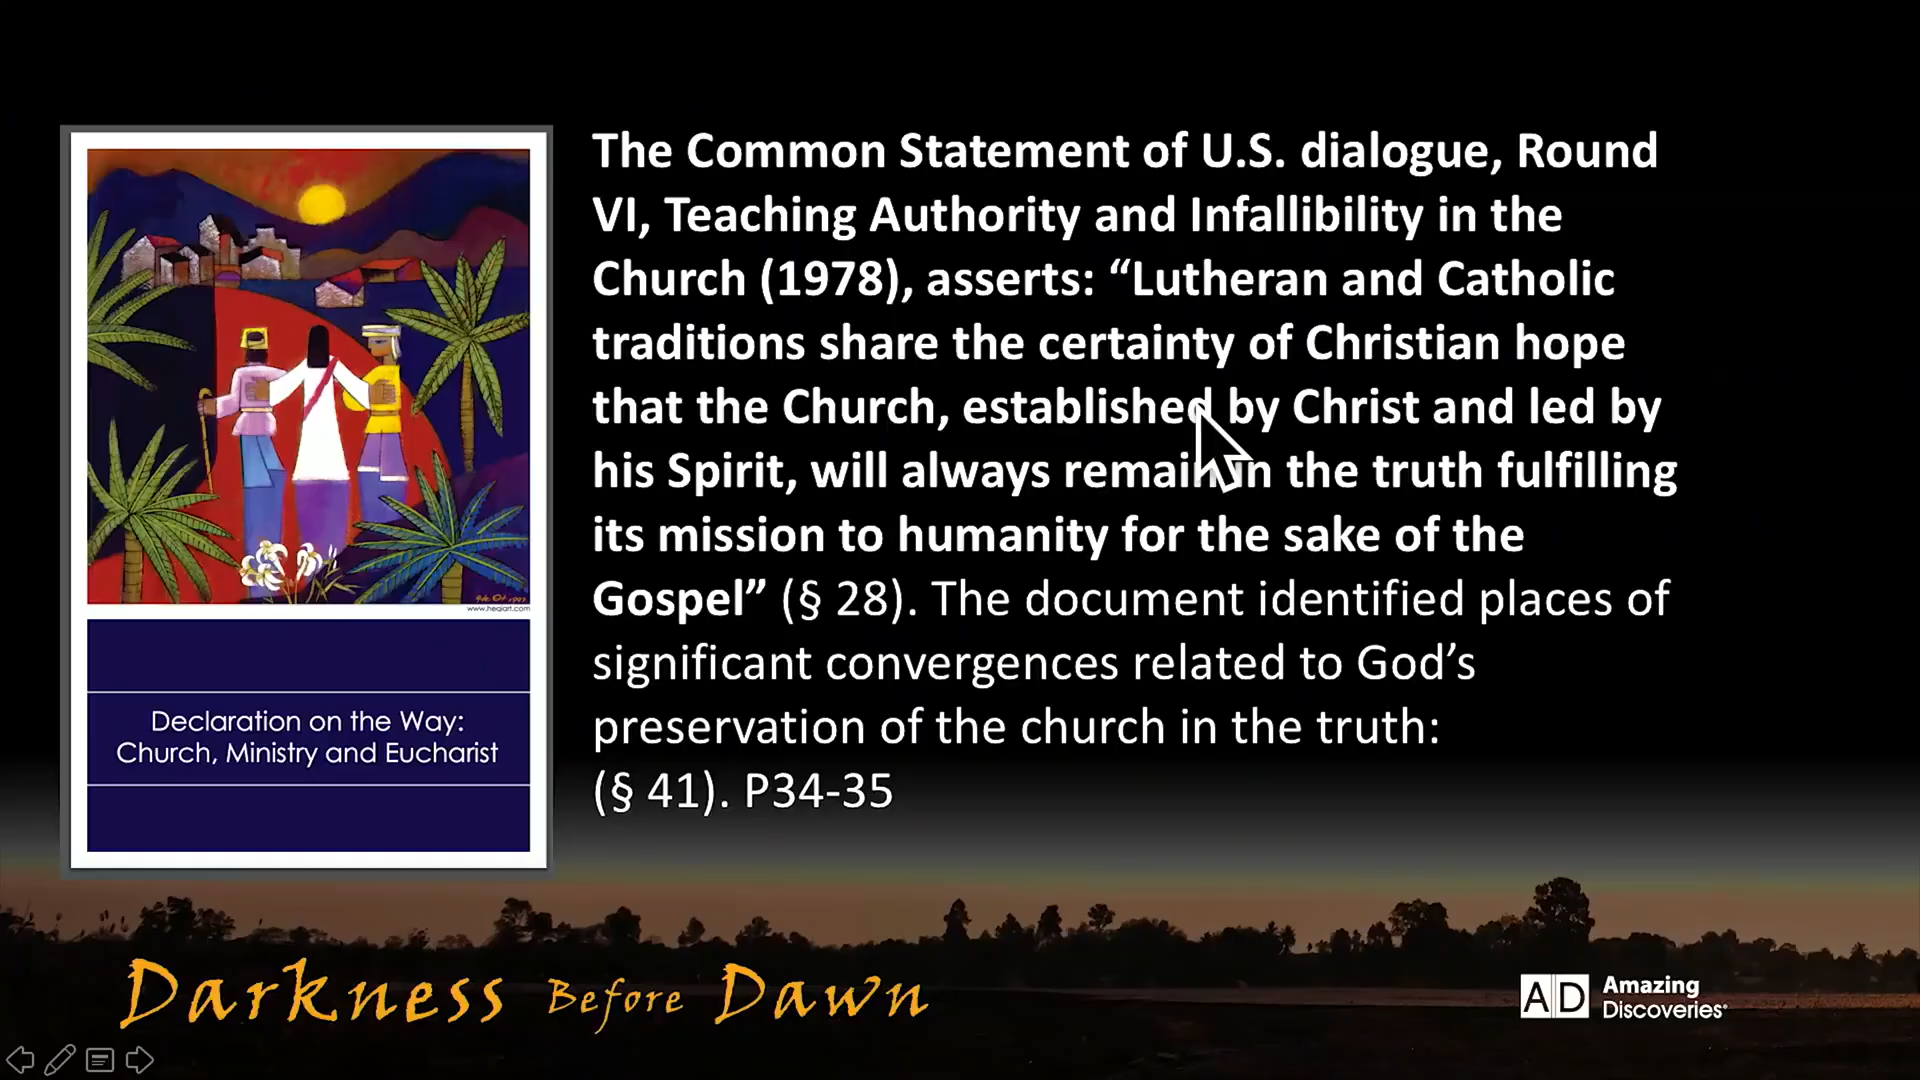 The Common Statement of U.S. dialogue, Round
VI, Teaching Authority and Infallibility in the
Church (1978), asserts: “Lutheran and Catholic
traditions share the certainty of Christian hope
that the Church, established by Christ and led by
his Spirit, will always remain in the truth fulfilling
its mission to humanity for the sake of the
Gospel” (§ 28). The document identified places of
significant convergences related to God’s
preservation of the church in the truth:
(§ 41). P34-35
www.heqiart.com
Declaration on the Way:
Church, Ministry and Eucharist
Darkness Before Dawn
AD
Amazing
Discoveries